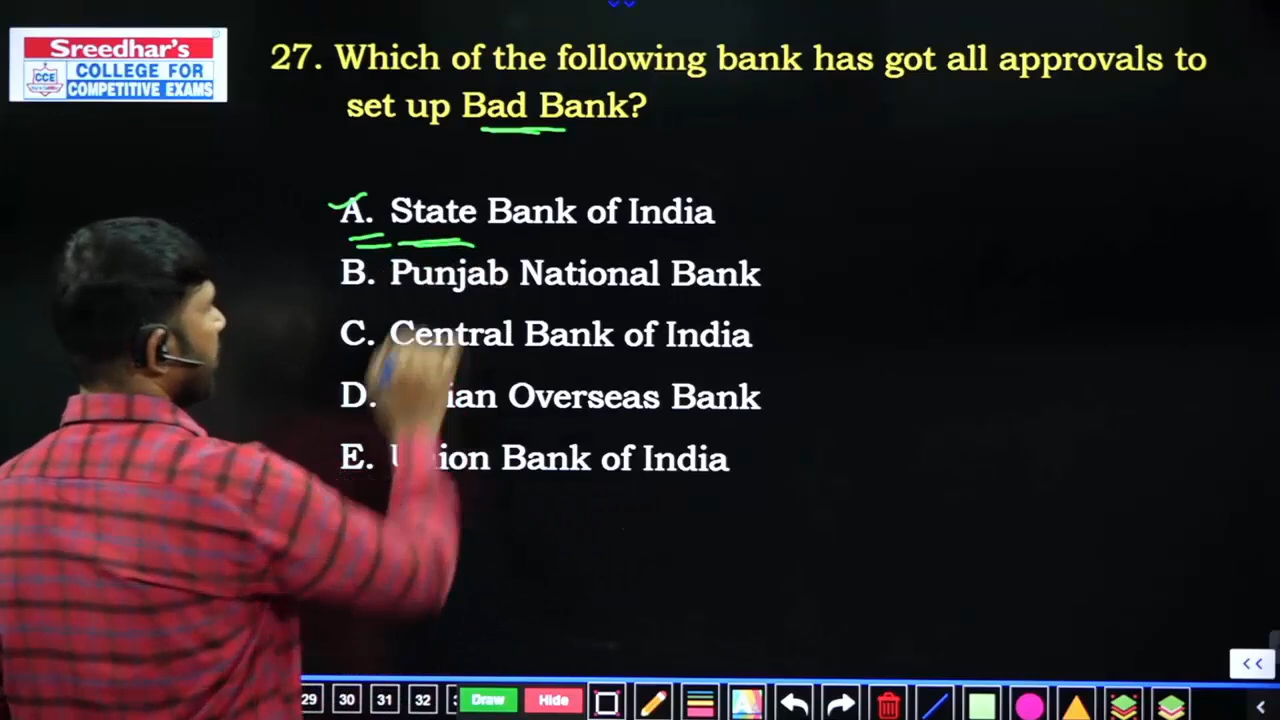 Sreedhar's
CCE
COLLEGE FOR
COMPETITIVE EXAMS
27. Which of the following bank has got all approvals to
set up Bad Bank?
A. State Bank of India
B. Punjab National Bank
C. Central Bank of India
D. Overseas Bank
E. Bank of India
29 30 31 32 Draw Hide